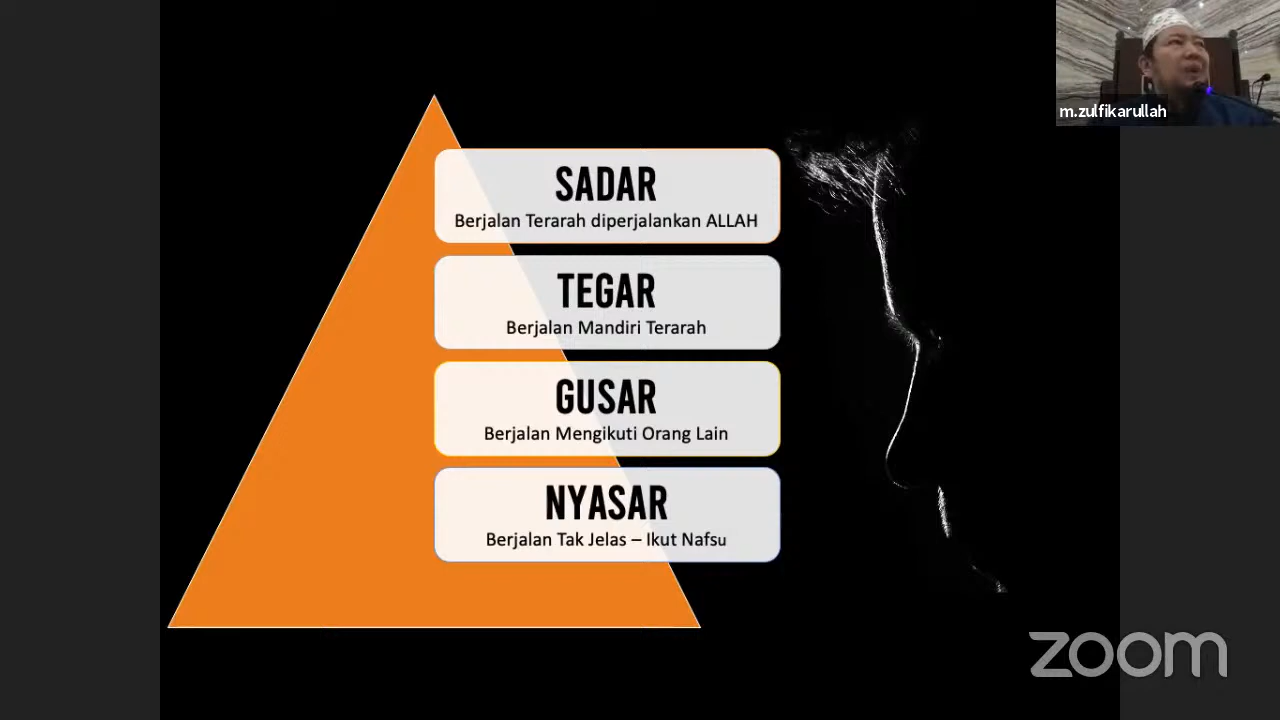 m.zulfikarullah
SADAR
Berjalan Terarah diperjalankan ALLAH
TEGAR
Berjalan Mandiri Terarah
GUSAR
Berjalan Mengikuti Orang Lain
NYASAR
Berjalan Tak Jelas – Ikut Nafsu
zoom